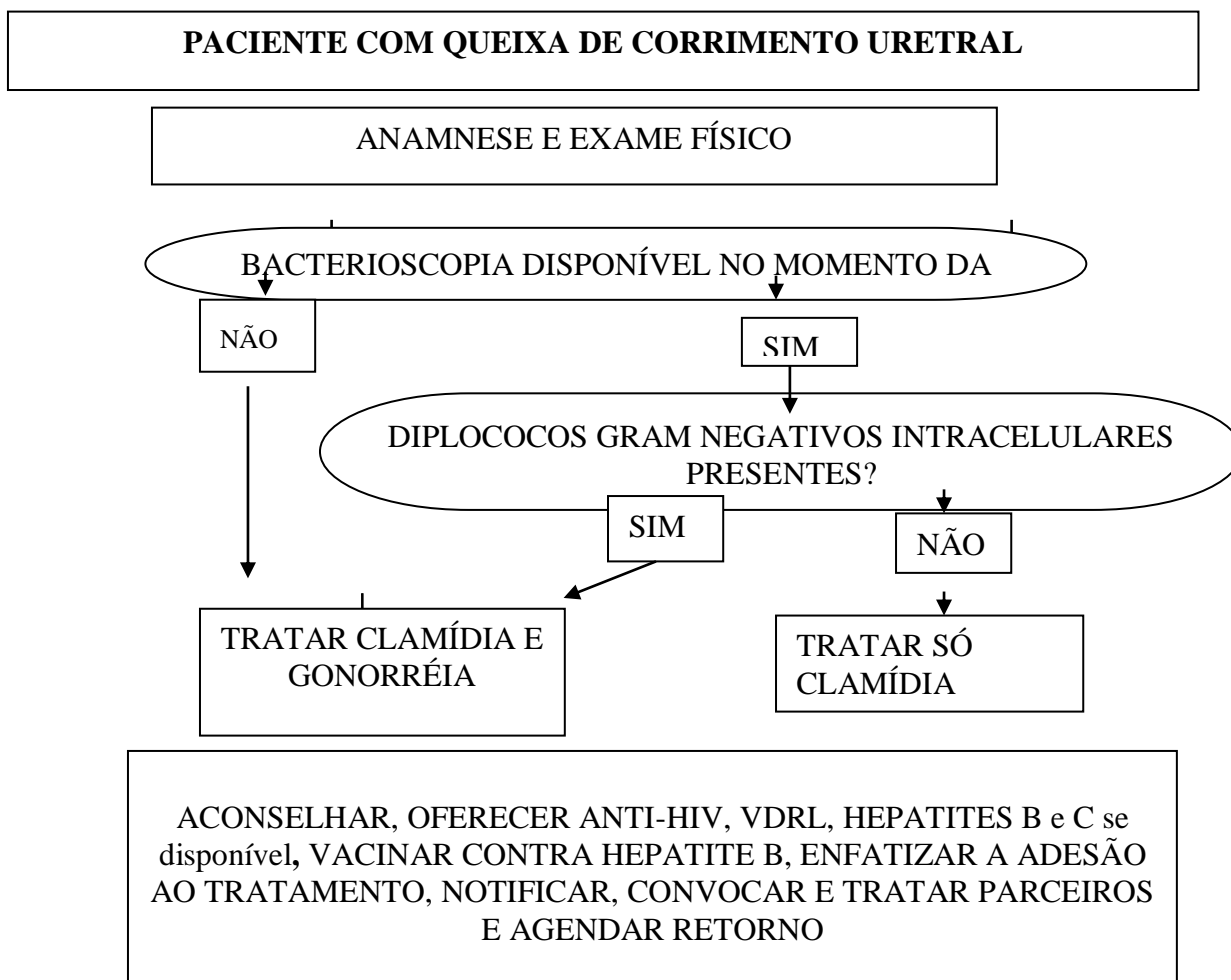 PACIENTE COM QUEIXA DE CORRIMENTO URETRAL
ANAMNESE E EXAME FÍSICO
BACTERIOSCOPIA DISPONÍVEL NO MOMENTO DA
NÃO
SIM
DIPLOCOCOS GRAM NEGATIVOS INTRACELULARES
PRESENTES?
SIM
NÃO
TRATAR CLAMÍDIA E
GONORRÉIA
TRATAR SÓ
CLAMÍDIA
ACONSELHAR, OFERECER ANTI-HIV, VDRL, HEPATITES B e C se
disponível, VACINAR CONTRA HEPATITE B, ENFATIZAR A ADESÃO
AO TRATAMENTO, NOTIFICAR, CONVOCAR E TRATAR PARCEIROS
E AGENDAR RETORNO